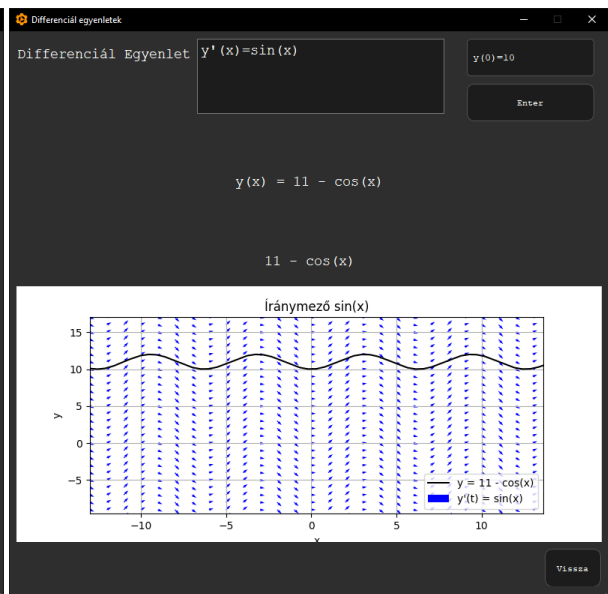 Differenciál egyenletek
Differenciál Egyenlet
y'(x)=sin(x)
y(0)=10
Enter
y(x) = 11 - cos(x)
11 - cos(x)
Íránymező sin(x)
15
10
5
0
−5
y
−10
−5
0
5
10
x
y = 11 - cos(x)
y'(t) = sin(x)
Vissza